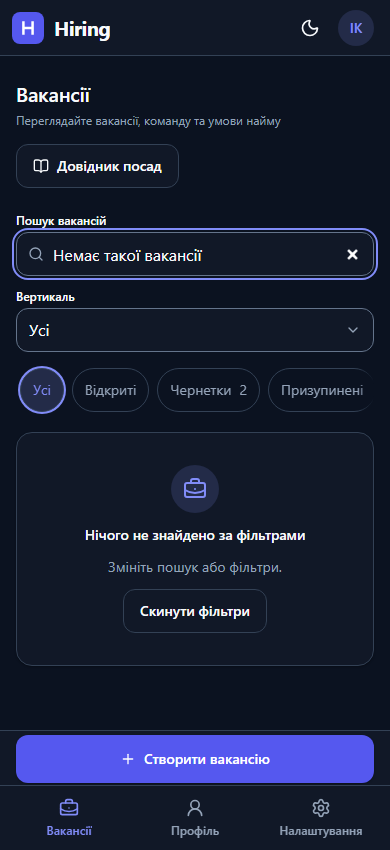 H Hiring
ІК
Вакансії
Переглядайте вакансії, команду та умови найму
Довідник посад
Пошук вакансій
Немає такої вакансії
Вертикаль
Усі
Усі Відкриті Чернетки 2 Призупинені
Нічого не знайдено за фільтрами
Змініть пошук або фільтри.
Скинути фільтри
+ Створити вакансію
Вакансії Профіль Налаштування